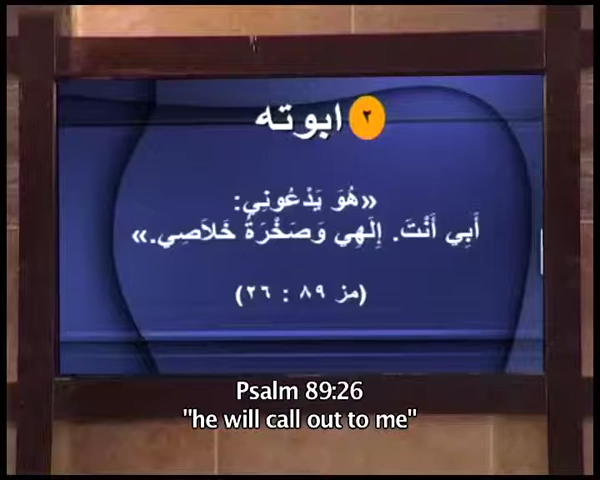 ٢ ابوته
«هُوَ يَدْعُونِي:
أَبِي أَنْتَ. إِلَهِي وَصَخْرَةُ خَلاَصِي.»
(مز ٨٩ : ٢٦)
Psalm 89:26
"he will call out to me"